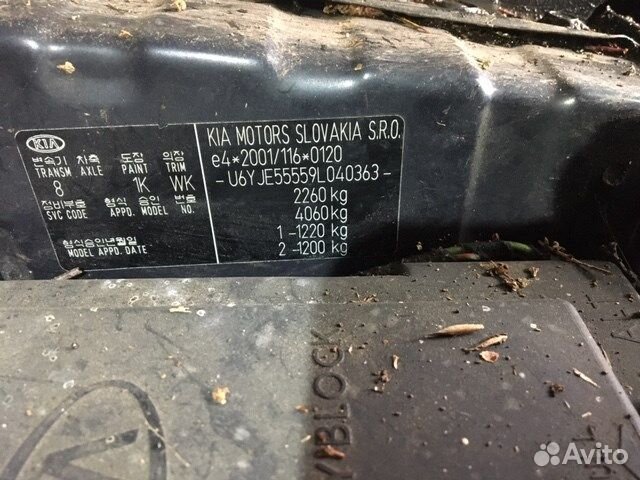 KIA
변속기 차축 도장 의장
TRANSM AXLE PAINT TRIM
8 1K WK
정비부호 형식 승인 번호
SVC CODE APPD. MODEL NO.
형식승인년월일
MODEL APPD. DATE
KIA MOTORS SLOVAKIA S.R.O.
e4*2001/116*0120
-U6YJE55559L040363-
2260 kg
4060 kg
1 -1220 kg
2 -1200 kg
BLOCK
Avito